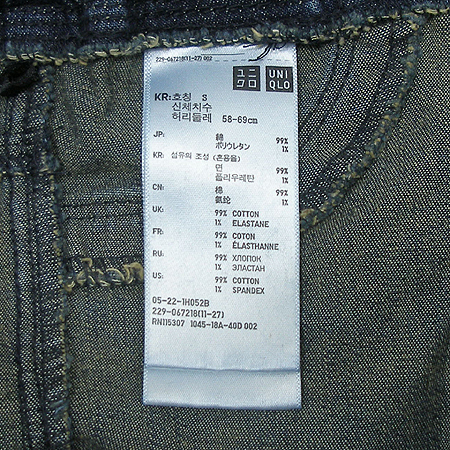 229-067218(11-27) 002
ユニ UNI
クロ QLO
KR:호칭 S
신체치수
허리둘레 58-69cm
JP: 綿 99%
ポリウレタン 1%
KR: 섬유의 조성 (혼용율)
면 99%
폴리우레탄 1%
CN: 棉 99%
氨纶 1%
UK: 99% COTTON
1% ELASTANE
FR: 99% COTON
1% ÉLASTHANNE
RU: 99% ХЛОПОК
1% ЭЛАСТАН
US: 99% COTTON
1% SPANDEX
05-22-1H052B
229-067218(11-27)
RN115307 1045-18A-40D 002